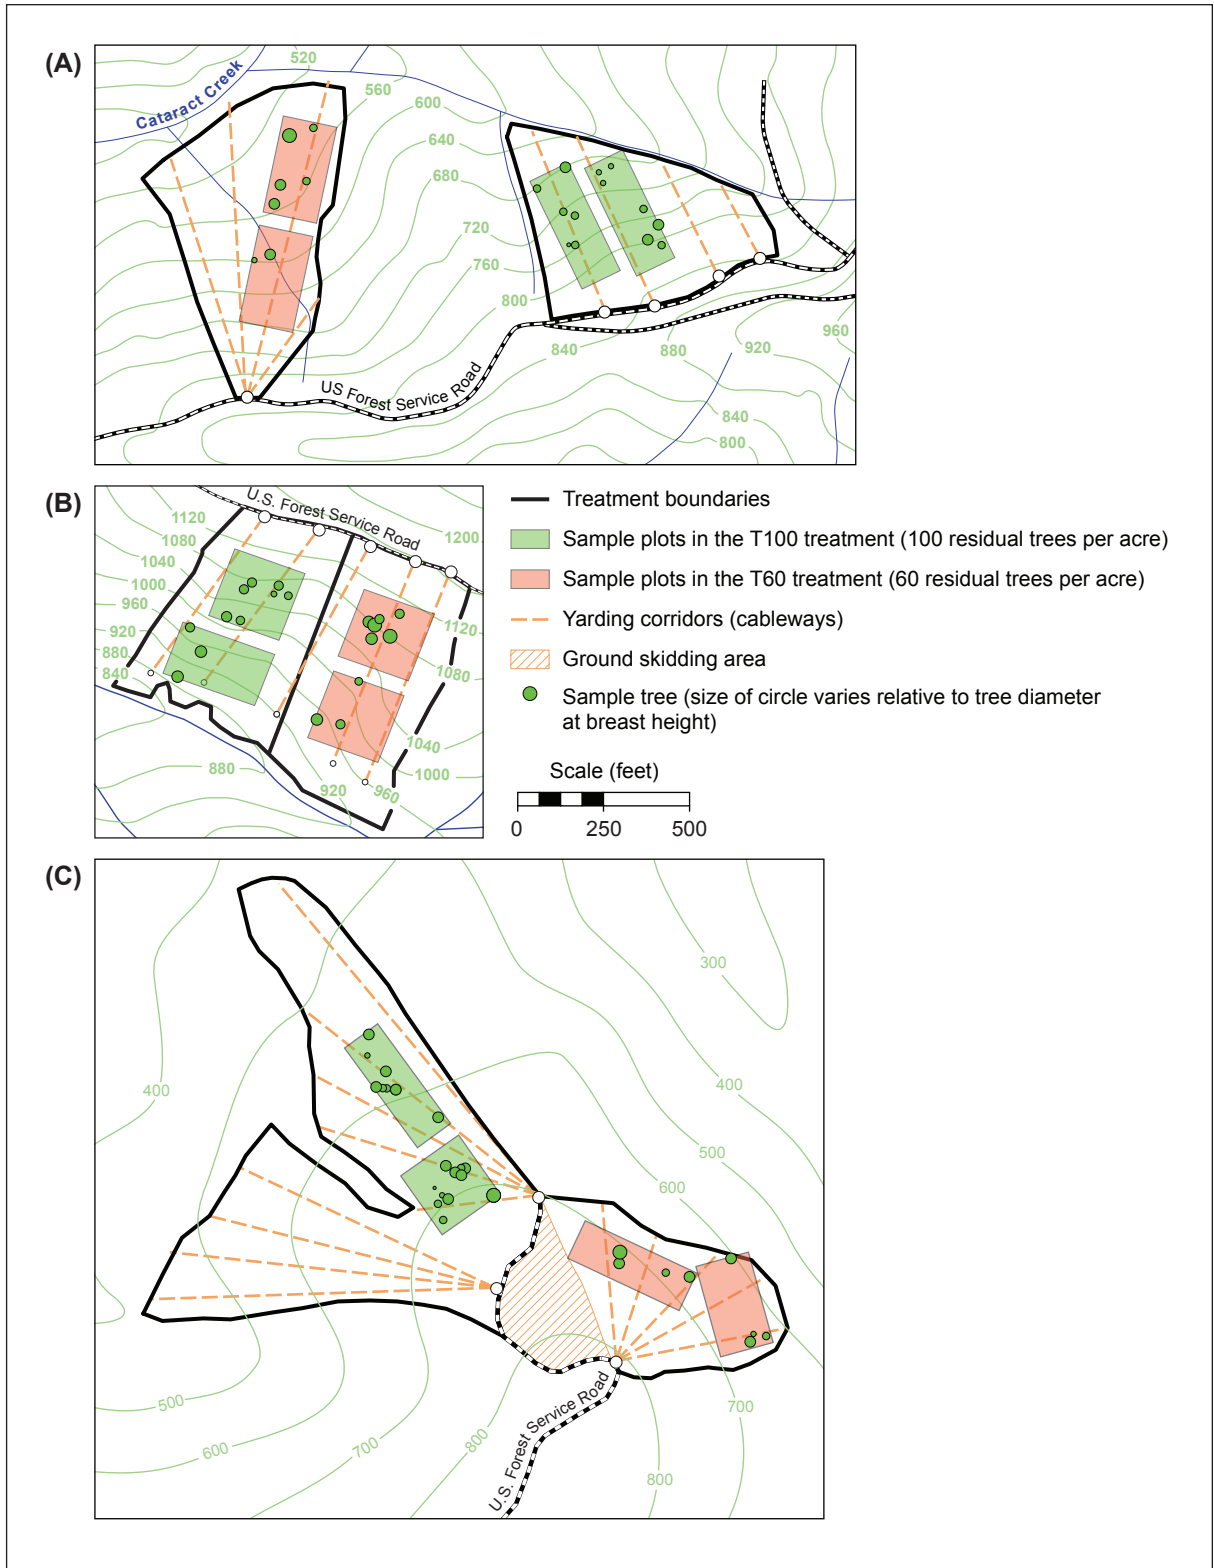 (A)
520
560
600
640
680
720
760
800
840
880
920
960
840
800
Cataract Creek
US Forest Service Road
(B)
U.S. Forest Service Road
1120
1080
1040
1000
960
920
880
840
1200
1120
1080
1040
1000
960
920
880
Treatment boundaries
Sample plots in the T100 treatment (100 residual trees per acre)
Sample plots in the T60 treatment (60 residual trees per acre)
Yarding corridors (cableways)
Ground skidding area
Sample tree (size of circle varies relative to tree diameter
at breast height)
Scale (feet)
0 250 500
(C)
300
400
400
500
600
500
600
700
800
800
700
U.S. Forest Service Road